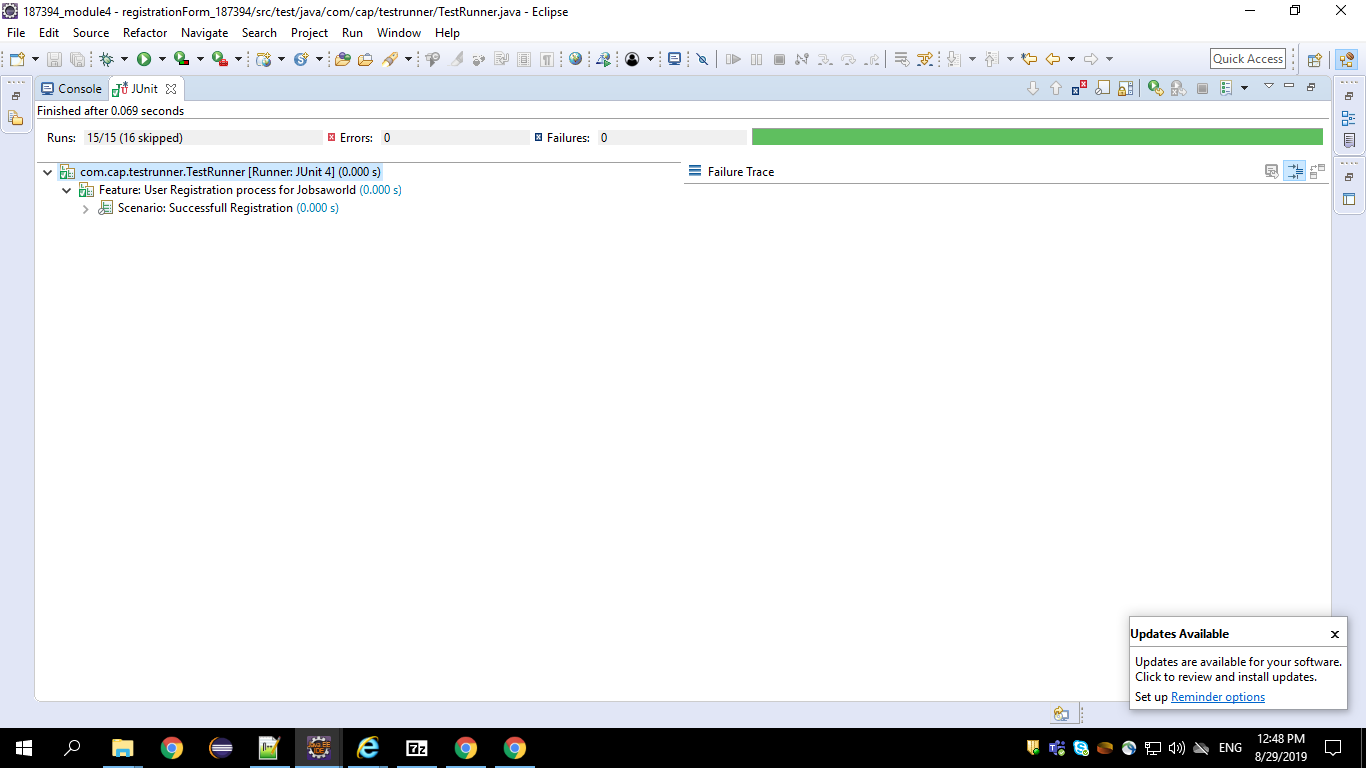 187394_module4 - registrationForm_187394/src/test/java/com/cap/testrunner/TestRunner.java - Eclipse
File Edit Source Refactor Navigate Search Project Run Window Help
Quick Access
Console JUnit
Finished after 0.069 seconds
Runs: 15/15 (16 skipped) Errors: 0 Failures: 0
com.cap.testrunner.TestRunner [Runner: JUnit 4] (0.000 s)
Failure Trace
Feature: User Registration process for Jobsaworld (0.000 s)
Scenario: Successfull Registration (0.000 s)
Updates Available
Updates are available for your software.
Click to review and install updates.
Set up Reminder options
7z
ENG
12:48 PM
8/29/2019